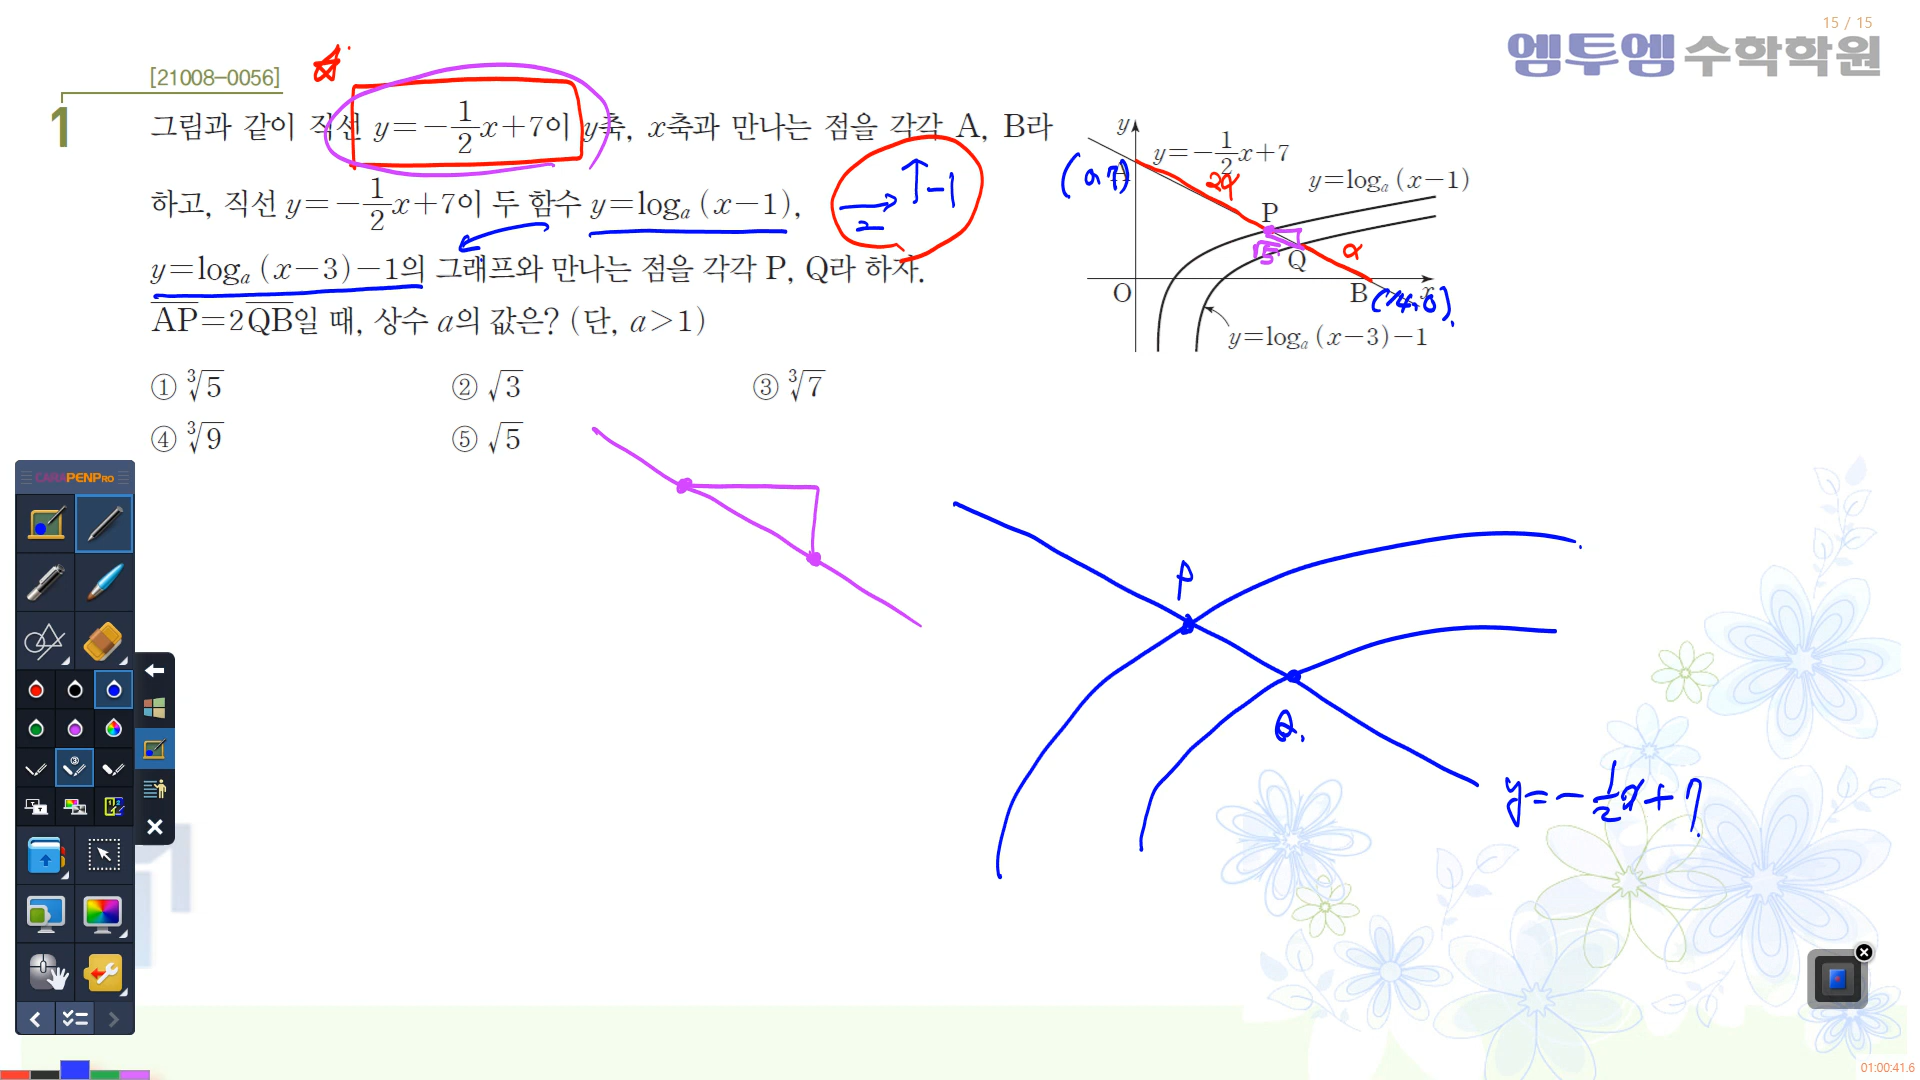 15 / 15
엠투엠 수학학원
[21008-0056]
1
그림과 같이 직선 y=-1/2x+7이 y축, x축과 만나는 점을 각각 A, B라
하고, 직선 y=-1/2x+7이 두 함수 y=logₐ(x-1),
y=logₐ(x-3)-1의 그래프와 만나는 점을 각각 P, Q라 하자.
AP=2QB일 때, 상수 a의 값은? (단, a>1)
① ∛5 ② √3 ③ ∛7
④ ∛9 ⑤ √5
2 -1
y
y=-1/2x+7
y=logₐ(x-1)
2α
P
√5
Q
α
O
B
x
(14,0)
y=logₐ(x-3)-1
P
Q.
y=-1/2x+7
CARAPENPRO
01:00:41.6